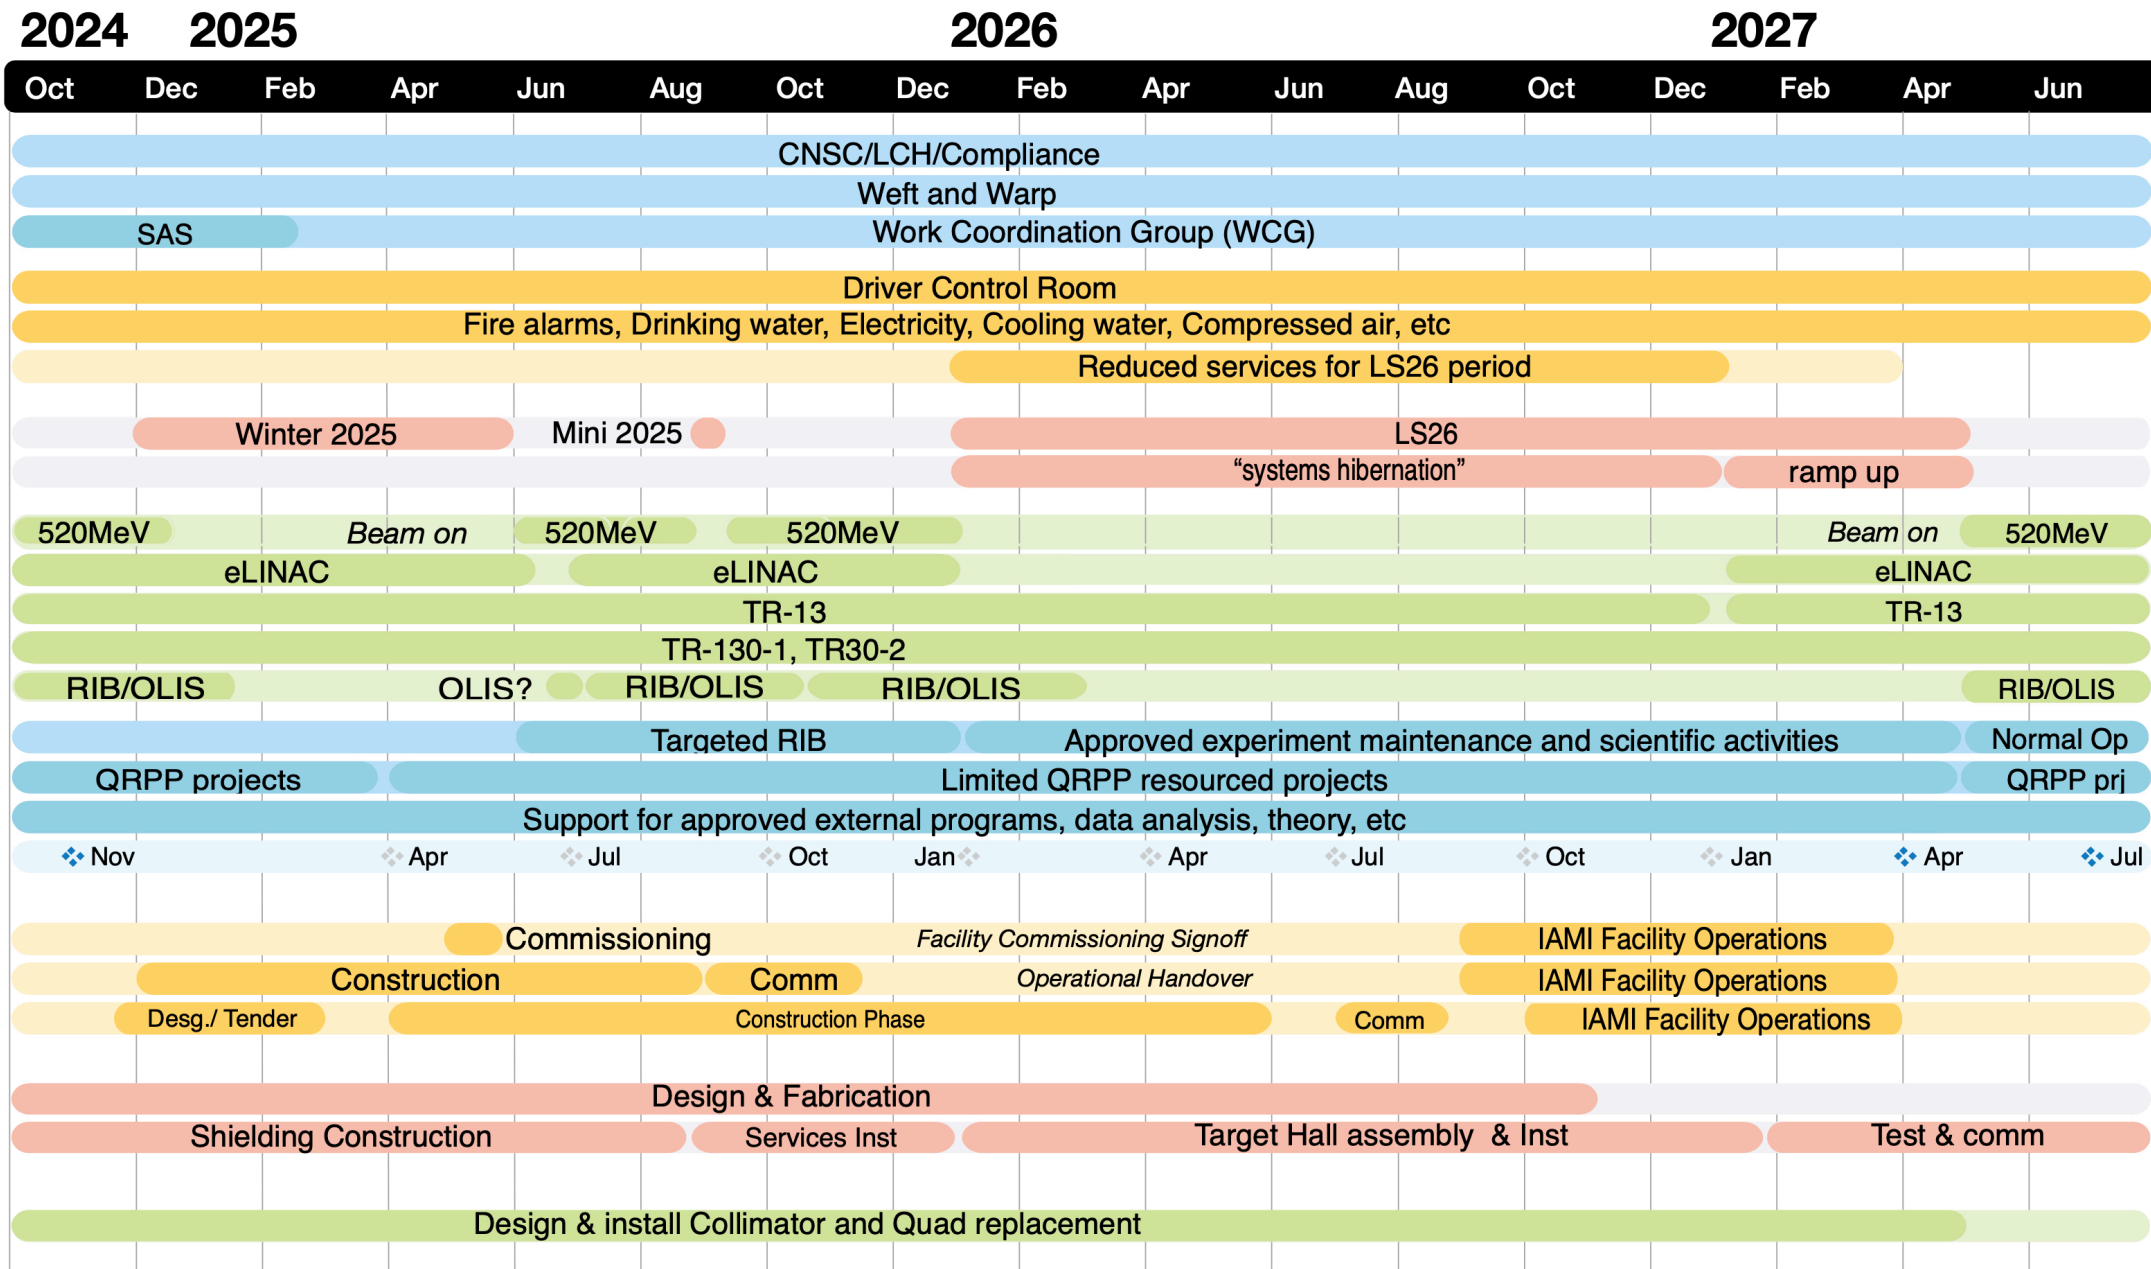 2024 2025 2026 2027
Oct Dec Feb Apr Jun Aug Oct Dec Feb Apr Jun Aug Oct Dec Feb Apr Jun
CNSC/LCH/Compliance
Weft and Warp
SAS Work Coordination Group (WCG)
Driver Control Room
Fire alarms, Drinking water, Electricity, Cooling water, Compressed air, etc
Reduced services for LS26 period
Winter 2025 Mini 2025 LS26
“systems hibernation” ramp up
520MeV Beam on 520MeV 520MeV Beam on 520MeV
eLINAC eLINAC eLINAC
TR-13 TR-13
TR-130-1, TR30-2
RIB/OLIS OLIS? RIB/OLIS RIB/OLIS RIB/OLIS
Targeted RIB Approved experiment maintenance and scientific activities Normal Op
QRPP projects Limited QRPP resourced projects QRPP prj
Support for approved external programs, data analysis, theory, etc
Nov Apr Jul Oct Jan Apr Jul Oct Jan Apr Jul
Commissioning Facility Commissioning Signoff IAMI Facility Operations
Construction Comm Operational Handover IAMI Facility Operations
Desg./ Tender Construction Phase Comm IAMI Facility Operations
Design & Fabrication
Shielding Construction Services Inst Target Hall assembly & Inst Test & comm
Design & install Collimator and Quad replacement